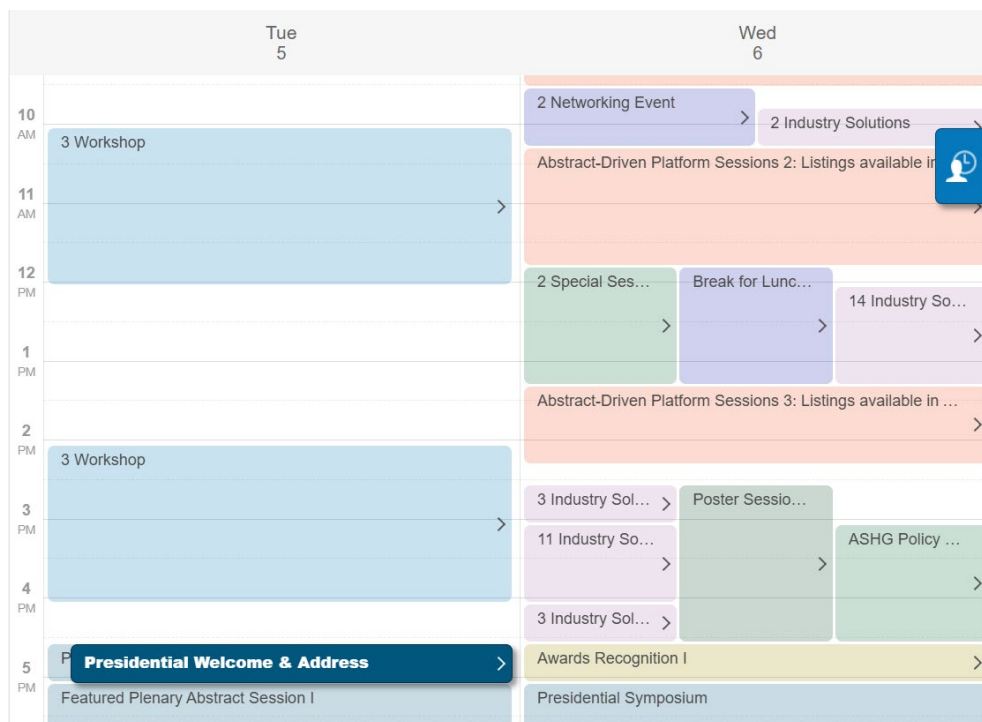 Tue
5
Wed
6
10
AM
11
AM
12
PM
1
PM
2
PM
3
PM
4
PM
5
PM
3 Workshop
3 Workshop
P
Presidential Welcome & Address
Featured Plenary Abstract Session I
2 Networking Event
2 Industry Solutions
Abstract-Driven Platform Sessions 2: Listings available in
2 Special Ses...
Break for Lunc...
14 Industry So...
Abstract-Driven Platform Sessions 3: Listings available in ...
3 Industry Sol...
Poster Sessio...
11 Industry So...
ASHG Policy ...
3 Industry Sol...
Awards Recognition I
Presidential Symposium